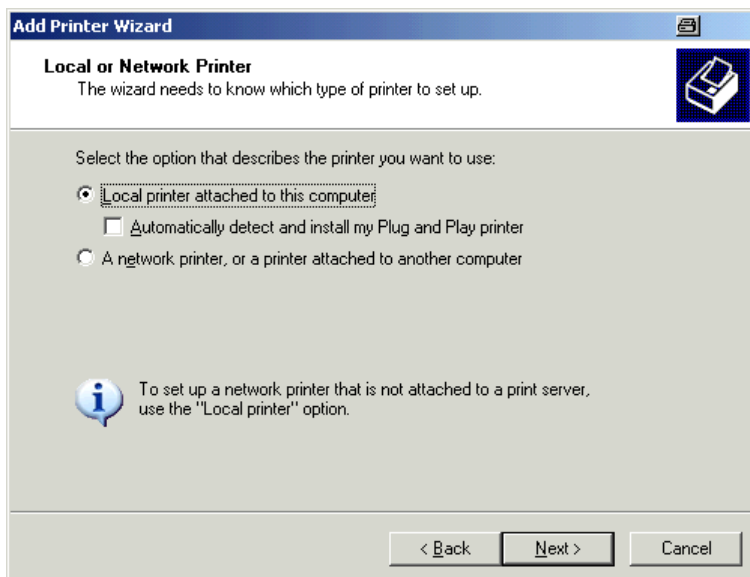 Add Printer Wizard
Local or Network Printer
The wizard needs to know which type of printer to set up.
Select the option that describes the printer you want to use:
Local printer attached to this computer
Automatically detect and install my Plug and Play printer
A network printer, or a printer attached to another computer
To set up a network printer that is not attached to a print server,
use the "Local printer" option.
< Back Next > Cancel